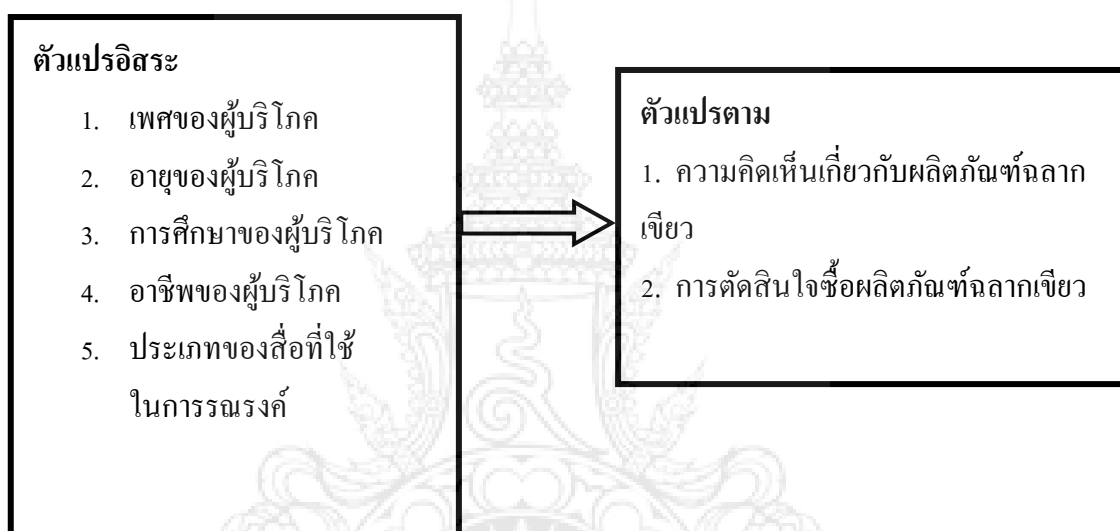 ตัวแปรอิสระ
1. เพศของผู้บริโภค
2. อายุของผู้บริโภค
3. การศึกษาของผู้บริโภค
4. อาชีพของผู้บริโภค
5. ประเภทของสื่อที่ใช้
ในการรณรงค์
ตัวแปรตาม
1. ความคิดเห็นเกี่ยวกับผลิตภัณฑ์ฉลาก
เขียว
2. การตัดสินใจซื้อผลิตภัณฑ์ฉลากเขียว